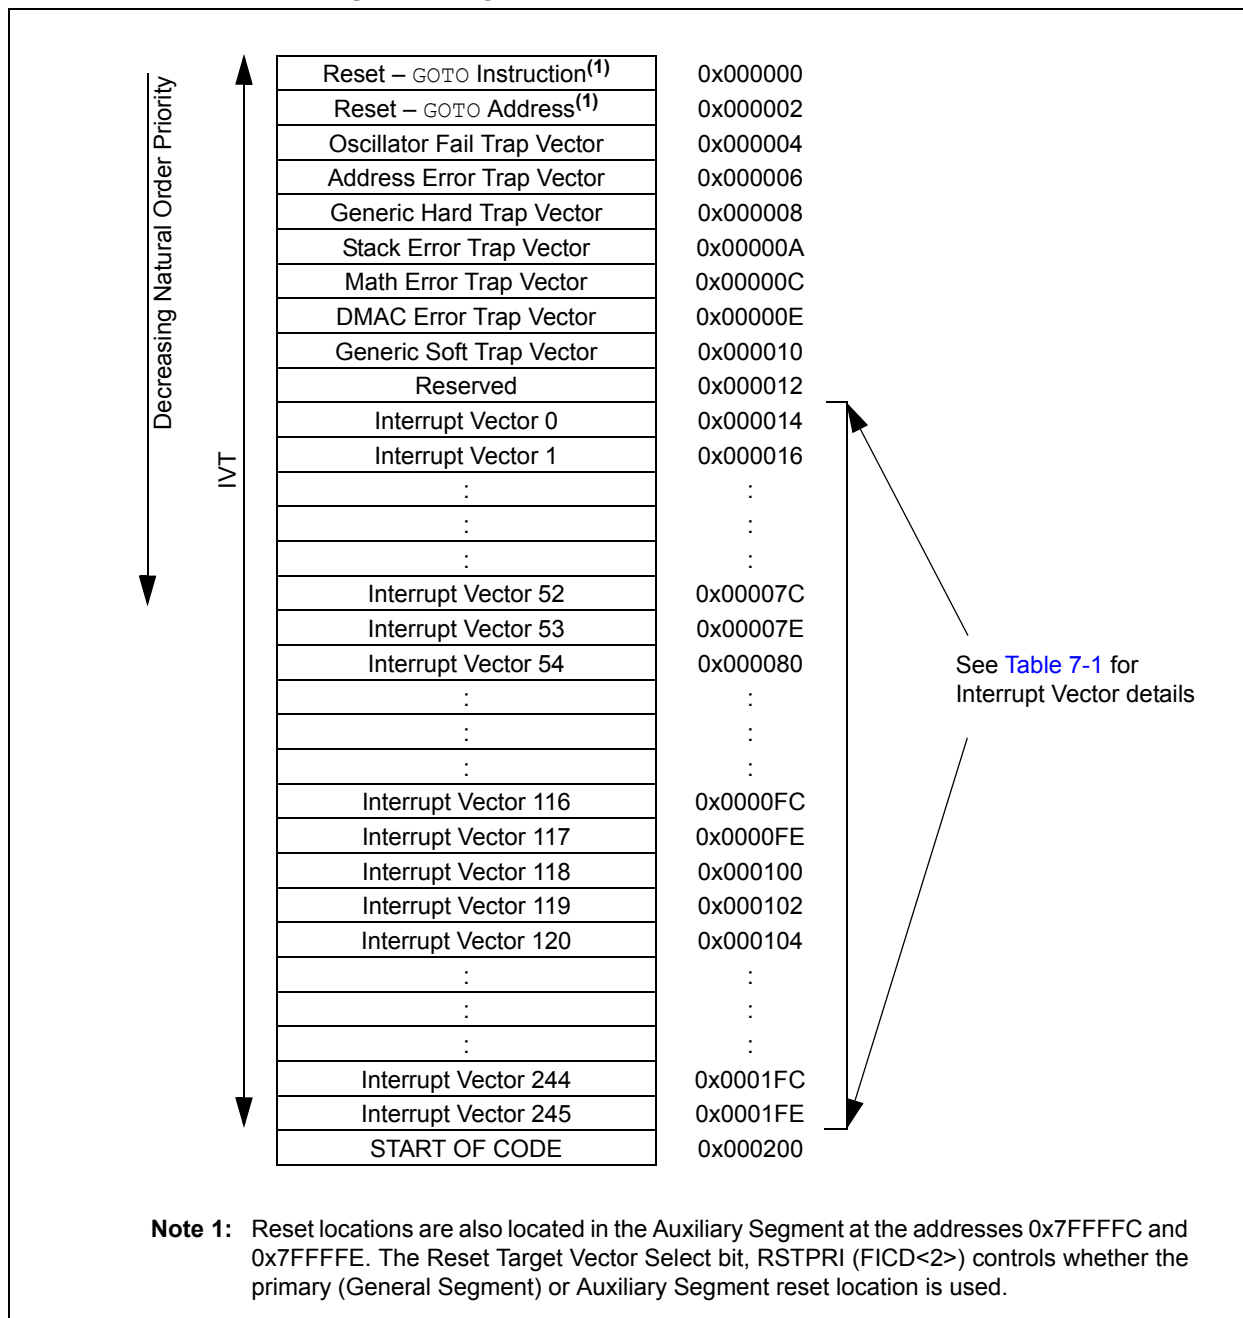 Decreasing Natural Order Priority
IVT
Reset – GOTO Instruction(1) 0x000000
Reset – GOTO Address(1) 0x000002
Oscillator Fail Trap Vector 0x000004
Address Error Trap Vector 0x000006
Generic Hard Trap Vector 0x000008
Stack Error Trap Vector 0x00000A
Math Error Trap Vector 0x00000C
DMAC Error Trap Vector 0x00000E
Generic Soft Trap Vector 0x000010
Reserved 0x000012
Interrupt Vector 0 0x000014
Interrupt Vector 1 0x000016
: :
: :
: :
Interrupt Vector 52 0x00007C
Interrupt Vector 53 0x00007E
Interrupt Vector 54 0x000080
: :
: :
: :
Interrupt Vector 116 0x0000FC
Interrupt Vector 117 0x0000FE
Interrupt Vector 118 0x000100
Interrupt Vector 119 0x000102
Interrupt Vector 120 0x000104
: :
: :
: :
Interrupt Vector 244 0x0001FC
Interrupt Vector 245 0x0001FE
START OF CODE 0x000200
See Table 7-1 for
Interrupt Vector details
Note 1: Reset locations are also located in the Auxiliary Segment at the addresses 0x7FFFFC and
0x7FFFFE. The Reset Target Vector Select bit, RSTPRI (FICD<2>) controls whether the
primary (General Segment) or Auxiliary Segment reset location is used.